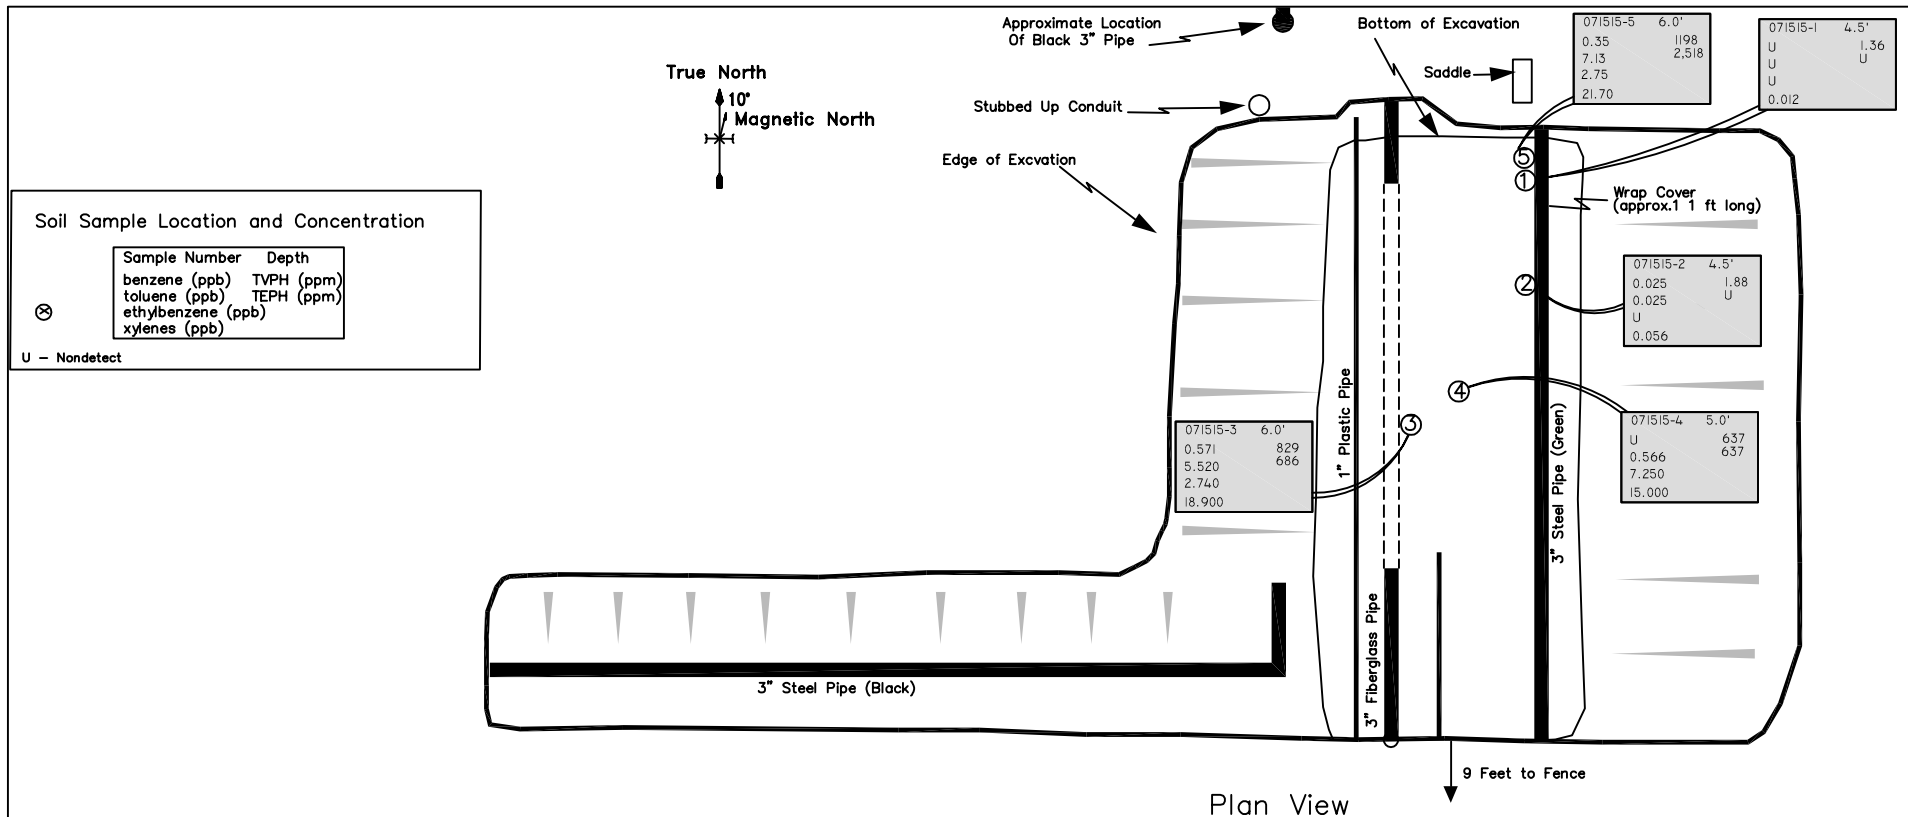 Approximate Location
Of Black 3" Pipe
Bottom of Excavation
071515-5 6.0'
0.35 1198
7.13 2,518
2.75
21.70
071515-1 4.5'
U 1.36
U U
U
0.012
Saddle
True North
10°
Magnetic North
Stubbed Up Conduit
Edge of Excvation
5
1
Wrap Cover
(approx.1 1 ft long)
Soil Sample Location and Concentration
Sample Number Depth
benzene (ppb) TVPH (ppm)
toluene (ppb) TEPH (ppm)
ethylbenzene (ppb)
xylenes (ppb)
U – Nondetect
2
071515-2 4.5'
0.025 1.88
0.025 U
U
0.056
4
3
071515-3 6.0'
0.571 829
5.520 686
2.740
18.900
1" Plastic Pipe
3" Steel Pipe (Green)
071515-4 5.0'
U 637
0.566 637
7.250
15.000
3" Fiberglass Pipe
3" Steel Pipe (Black)
9 Feet to Fence
Plan View